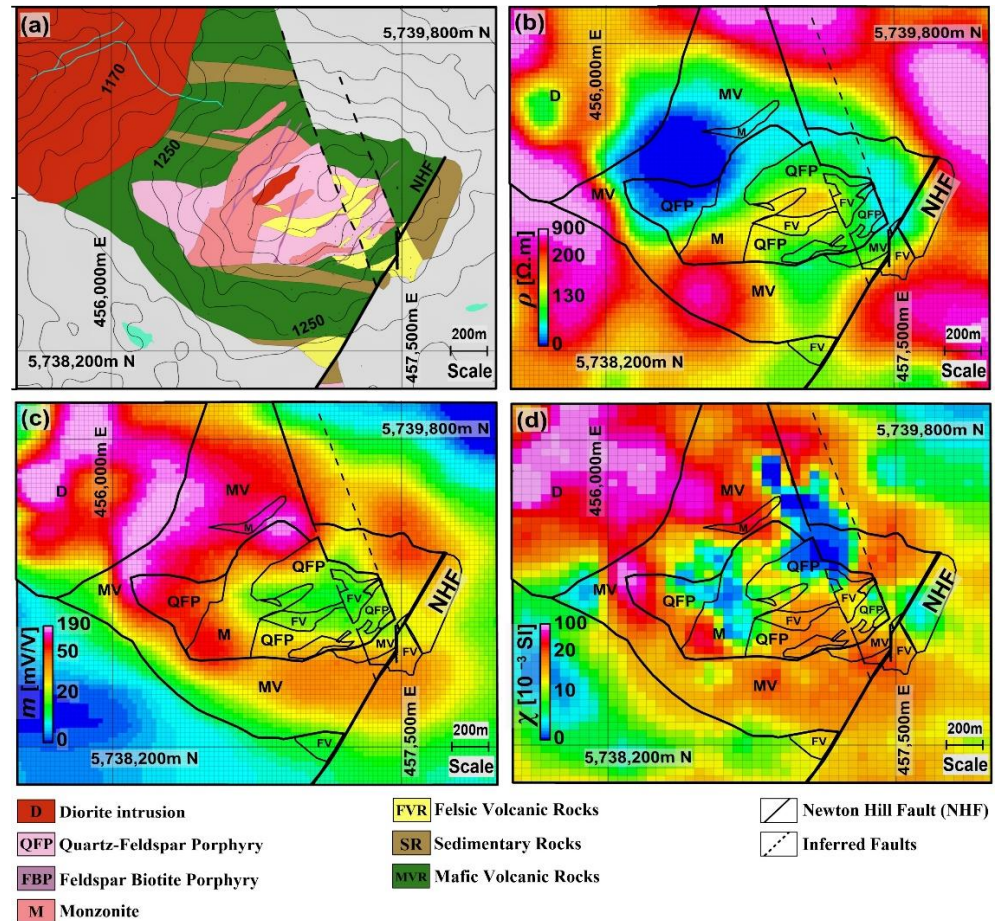 (a)
5,739,800m N
1170
1250
NHF
456,000m E
1250
457,500m E
5,738,200m N
200m
Scale
(b)
5,739,800m N
456,000m E
D
MV
M
MV
QFP
QFP
FV
NHF
FV
QFP
M
QFP
MV
FV
MV
900
200
130
0
ρ [Ω.m]
FV
457,500m E
5,738,200m N
200m
Scale
(c)
5,739,800m N
456,000m E
D
MV
M
MV
QFP
QFP
FV
NHF
FV
QFP
M
QFP
MV
FV
MV
190
50
20
0
m [mV/V]
FV
457,500m E
5,738,200m N
200m
Scale
(d)
5,739,800m N
456,000m E
D
MV
M
MV
QFP
QFP
FV
NHF
FV
QFP
M
QFP
MV
FV
MV
100
20
10
0
χ [10⁻³ SI]
FV
457,500m E
5,738,200m N
200m
Scale
D Diorite intrusion
QFP Quartz-Feldspar Porphyry
FBP Feldspar Biotite Porphyry
M Monzonite
FVR Felsic Volcanic Rocks
SR Sedimentary Rocks
MVR Mafic Volcanic Rocks
Newton Hill Fault (NHF)
Inferred Faults